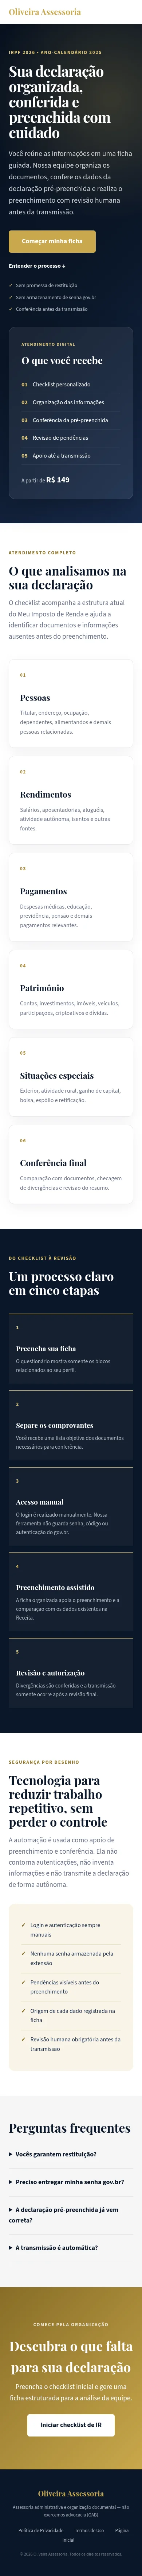 Oliveira Assessoria
IRPF 2026 • ANO-CALENDÁRIO 2025
Sua declaração
organizada,
conferida e
preenchida com
cuidado
Você reúne as informações em uma ficha
guiada. Nossa equipe organiza os
documentos, confere os dados da
declaração pré-preenchida e realiza o
preenchimento com revisão humana
antes da transmissão.
Começar minha ficha
Entender o processo ↓
✓ Sem promessa de restituição
✓ Sem armazenamento de senha gov.br
✓ Conferência antes da transmissão
ATENDIMENTO DIGITAL
O que você recebe
01 Checklist personalizado
02 Organização das informações
03 Conferência da pré-preenchida
04 Revisão de pendências
05 Apoio até a transmissão
A partir de R$ 149
ATENDIMENTO COMPLETO
O que analisamos na
sua declaração
O checklist acompanha a estrutura atual
do Meu Imposto de Renda e ajuda a
identificar documentos e informações
ausentes antes do preenchimento.
01
Pessoas
Titular, endereço, ocupação,
dependentes, alimentandos e demais
pessoas relacionadas.
02
Rendimentos
Salários, aposentadorias, aluguéis,
atividade autônoma, isentos e outras
fontes.
03
Pagamentos
Despesas médicas, educação,
previdência, pensão e demais
pagamentos relevantes.
04
Patrimônio
Contas, investimentos, imóveis, veículos,
participações, criptoativos e dívidas.
05
Situações especiais
Exterior, atividade rural, ganho de capital,
bolsa, espólio e retificação.
06
Conferência final
Comparação com documentos, checagem
de divergências e revisão do resumo.
DO CHECKLIST À REVISÃO
Um processo claro
em cinco etapas
1
Preencha sua ficha
O questionário mostra somente os blocos
relacionados ao seu perfil.
2
Separe os comprovantes
Você recebe uma lista objetiva dos documentos
necessários para conferência.
3
Acesso manual
O login é realizado manualmente. Nossa
ferramenta não guarda senha, código ou
autenticação do gov.br.
4
Preenchimento assistido
A ficha organizada apoia o preenchimento e a
comparação com os dados existentes na
Receita.
5
Revisão e autorização
Divergências são conferidas e a transmissão
somente ocorre após a revisão final.
SEGURANÇA POR DESENHO
Tecnologia para
reduzir trabalho
repetitivo, sem
perder o controle
A automação é usada como apoio de
preenchimento e conferência. Ela não
contorna autenticações, não inventa
informações e não transmite a declaração
de forma autônoma.
✓ Login e autenticação sempre
manuais
✓ Nenhuma senha armazenada pela
extensão
✓ Pendências visíveis antes do
preenchimento
✓ Origem de cada dado registrada na
ficha
✓ Revisão humana obrigatória antes da
transmissão
Perguntas frequentes
▶ Vocês garantem restituição?
▶ Preciso entregar minha senha gov.br?
▶ A declaração pré-preenchida já vem
correta?
▶ A transmissão é automática?
COMECE PELA ORGANIZAÇÃO
Descubra o que falta
para sua declaração
Preencha o checklist inicial e gere uma
ficha estruturada para a análise da equipe.
Iniciar checklist de IR
Oliveira Assessoria
Assessoria administrativa e organização documental — não
exercemos advocacia (OAB)
Política de Privacidade Termos de Uso Página
inicial
© 2026 Oliveira Assessoria. Todos os direitos reservados.